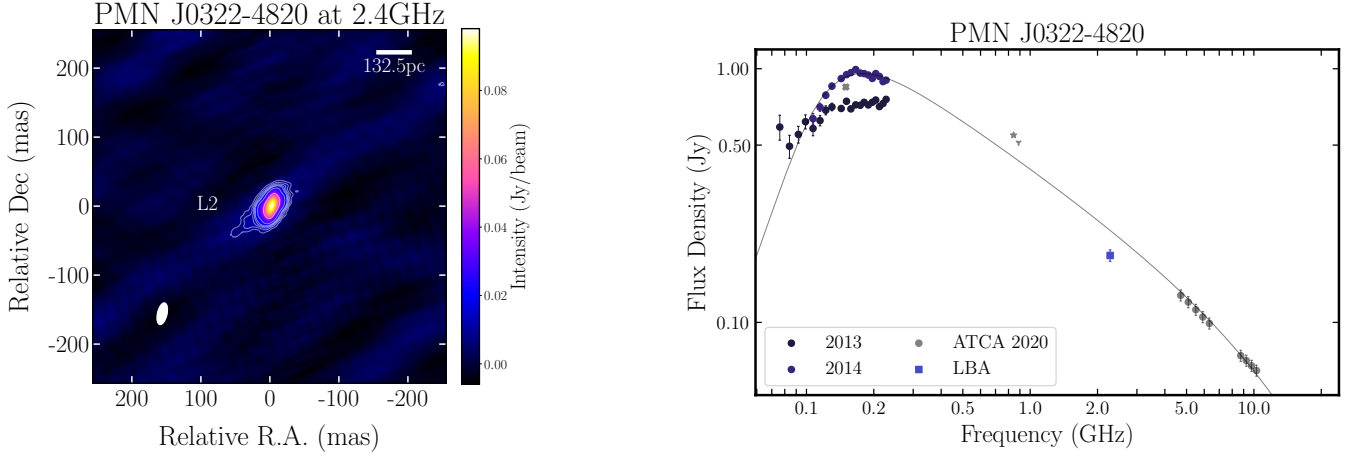 PMN J0322-4820 at 2.4GHz
132.5pc
L2
200
100
0
-100
-200
200
100
0
-100
-200
Relative Dec (mas)
Relative R.A. (mas)
0.08
0.06
0.04
0.02
0.00
Intensity (Jy/beam)
PMN J0322-4820
1.00
0.50
0.10
Flux Density (Jy)
2013
2014
ATCA 2020
LBA
0.1
0.2
0.5
1.0
2.0
5.0
10.0
Frequency (GHz)